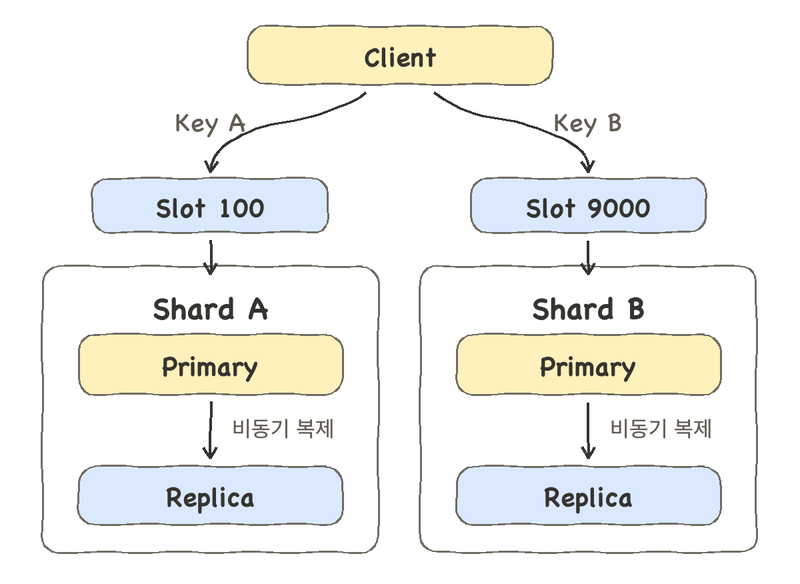 Client
Key A
Key B
Slot 100
Slot 9000
Shard A
Shard B
Primary
Primary
비동기 복제
비동기 복제
Replica
Replica